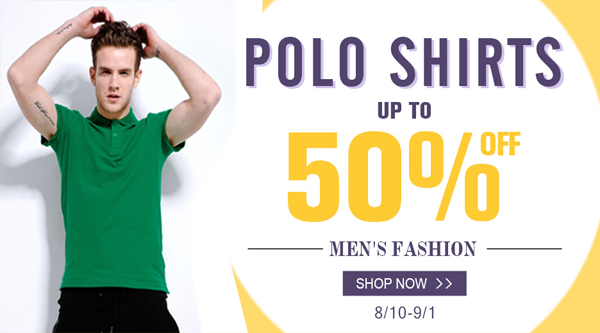 POLO SHIRTS
UP TO
50% OFF
MEN'S FASHION
SHOP NOW >>
8/10-9/1